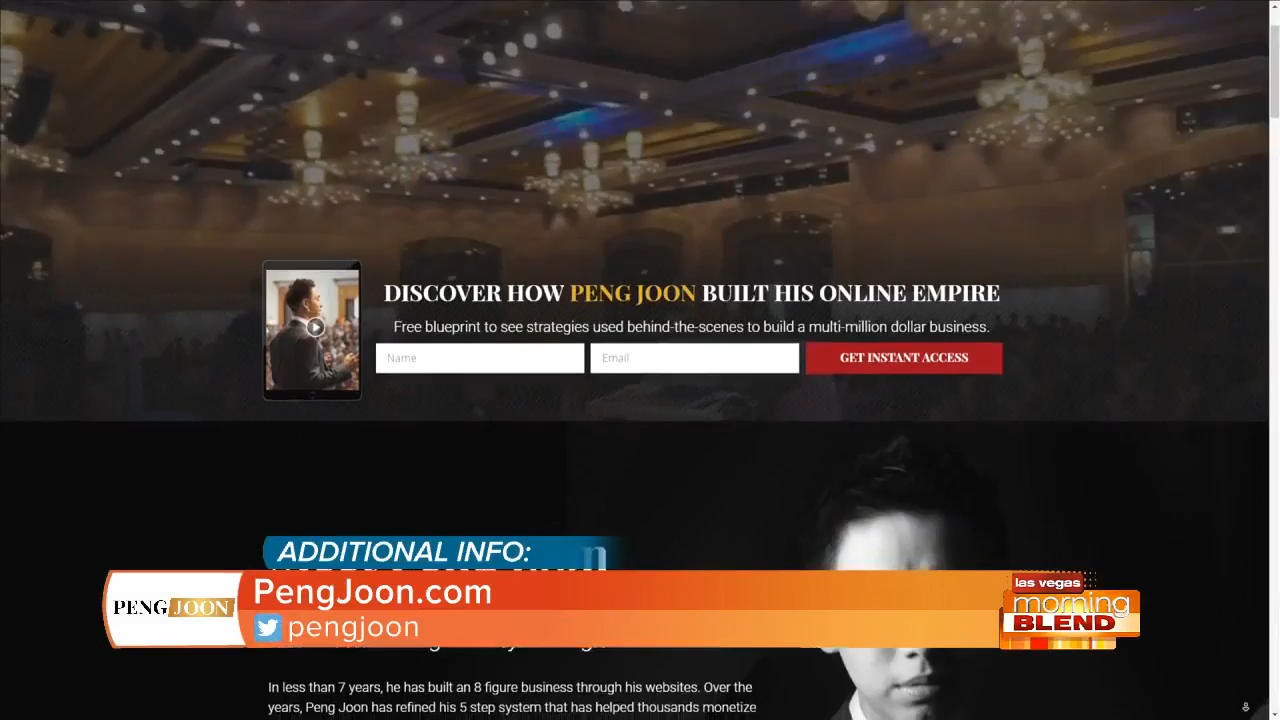 DISCOVER HOW PENG JOON BUILT HIS ONLINE EMPIRE
Free blueprint to see strategies used behind-the-scenes to build a multi-million dollar business.
Name
Email
GET INSTANT ACCESS
ADDITIONAL INFO:
PENG JOON
PengJoon.com
pengjoon
las vegas
morning
BLEND
In less than 7 years, he has built an 8 figure business through his websites. Over the
years, Peng Joon has refined his 5 step system that has helped thousands monetize